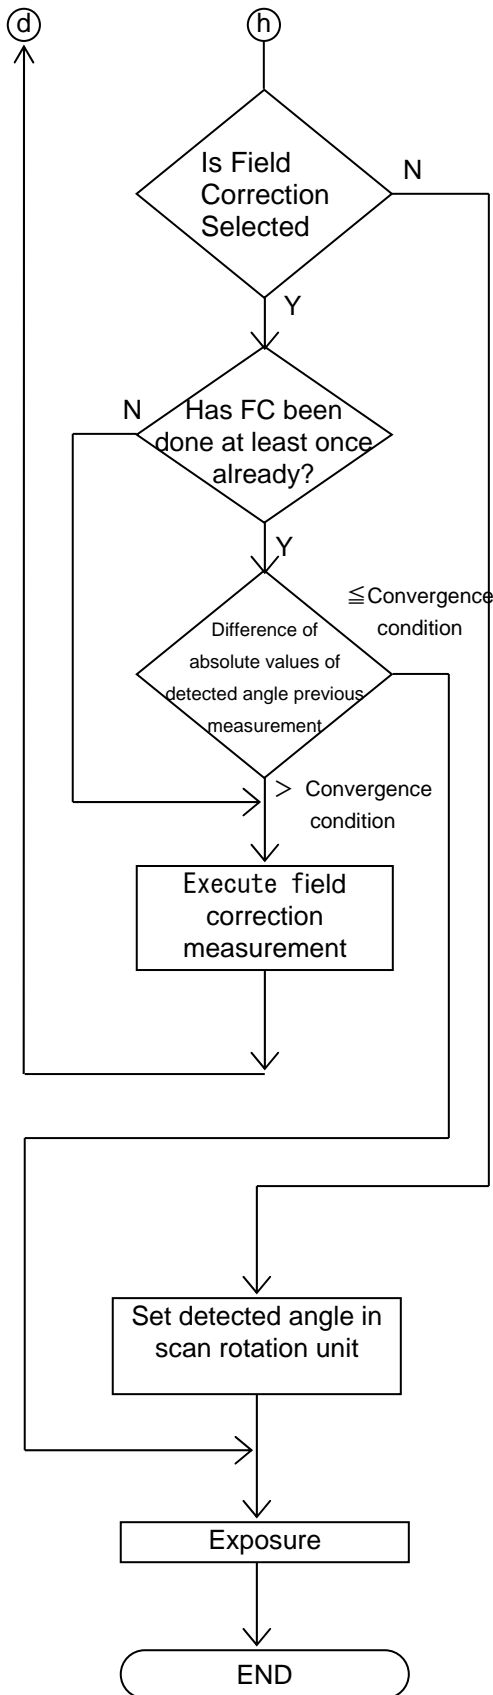 d
h
Is Field
Correction
Selected
N
Y
N
Has FC been
done at least once
already?
Y
≦Convergence
condition
Difference of
absolute values of
detected angle previous
measurement
> Convergence
condition
Execute field
correction
measurement
Set detected angle in
scan rotation unit
Exposure
END